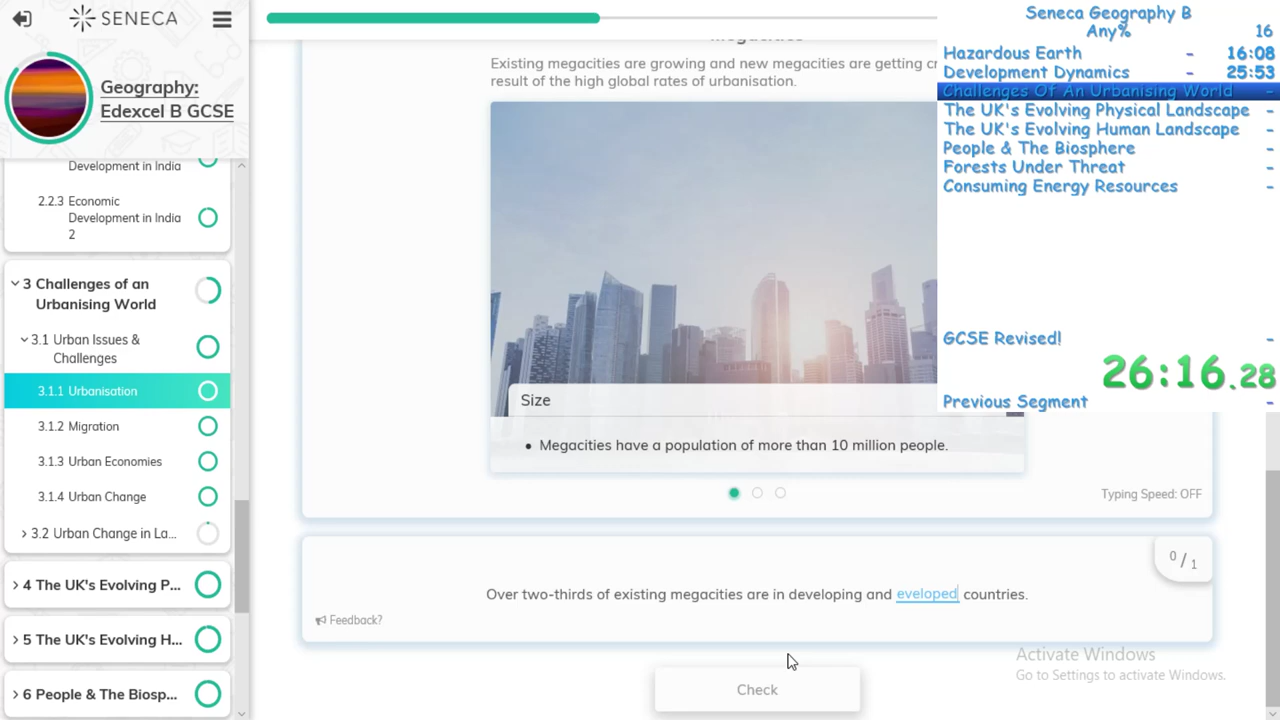 SENECA
Geography:
Edexcel B GCSE
Development in India
2.2.3 Economic
Development in India
2
3 Challenges of an
Urbanising World
3.1 Urban Issues &
Challenges
3.1.1 Urbanisation
3.1.2 Migration
3.1.3 Urban Economies
3.1.4 Urban Change
3.2 Urban Change in La...
4 The UK's Evolving P...
5 The UK's Evolving H...
6 People & The Biosp...
Megacities
Existing megacities are growing and new megacities are getting cr
result of the high global rates of urbanisation.
Size
Megacities have a population of more than 10 million people.
Typing Speed: OFF
0 / 1
Over two-thirds of existing megacities are in developing and eveloped countries.
Feedback?
Check
Activate Windows
Go to Settings to activate Windows.
Seneca Geography B
Any% 16
Hazardous Earth - 16:08
Development Dynamics - 25:53
Challenges Of An Urbanising World -
The UK's Evolving Physical Landscape -
The UK's Evolving Human Landscape -
People & The Biosphere -
Forests Under Threat -
Consuming Energy Resources -
GCSE Revised! -
26:16.28
Previous Segment -